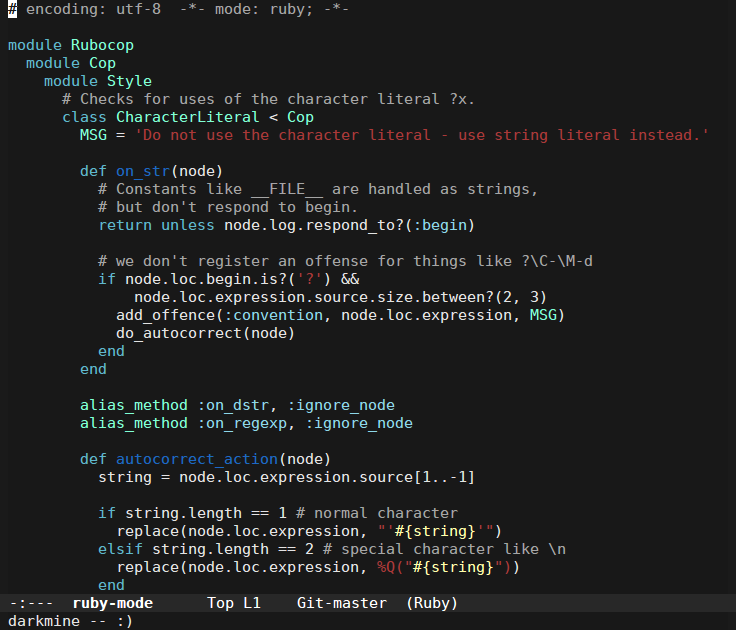 # encoding: utf-8  -*- mode: ruby; -*-

module Rubocop
  module Cop
    module Style
      # Checks for uses of the character literal ?x.
      class CharacterLiteral < Cop
        MSG = 'Do not use the character literal - use string literal instead.'

        def on_str(node)
          # Constants like __FILE__ are handled as strings,
          # but don't respond to begin.
          return unless node.log.respond_to?(:begin)

          # we don't register an offense for things like ?\C-\M-d
          if node.loc.begin.is?('?') &&
              node.loc.expression.source.size.between?(2, 3)
            add_offence(:convention, node.loc.expression, MSG)
            do_autocorrect(node)
          end
        end

        alias_method :on_dstr, :ignore_node
        alias_method :on_regexp, :ignore_node

        def autocorrect_action(node)
          string = node.loc.expression.source[1..-1]

          if string.length == 1 # normal character
            replace(node.loc.expression, "'#{string}'")
          elsif string.length == 2 # special character like \n
            replace(node.loc.expression, %Q("#{string}"))
          end
-:---  ruby-mode      Top L1    Git-master  (Ruby)
darkmine -- :)